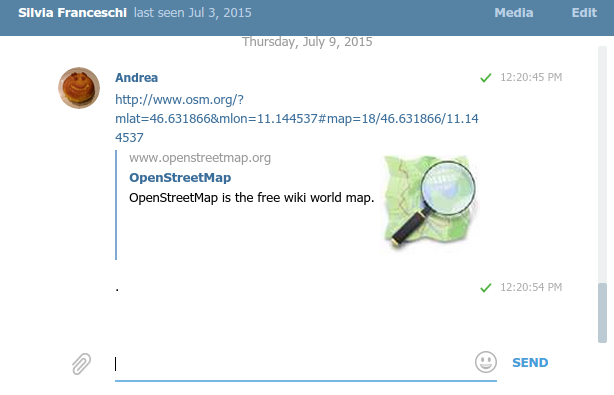 Silvia Franceschi last seen Jul 3, 2015 Media Edit
Thursday, July 9, 2015
Andrea 12:20:45 PM
http://www.osm.org/?
mlat=46.631866&mlon=11.144537#map=18/46.631866/11.14
4537
www.openstreetmap.org
OpenStreetMap
OpenStreetMap is the free wiki world map.
. 12:20:54 PM
SEND